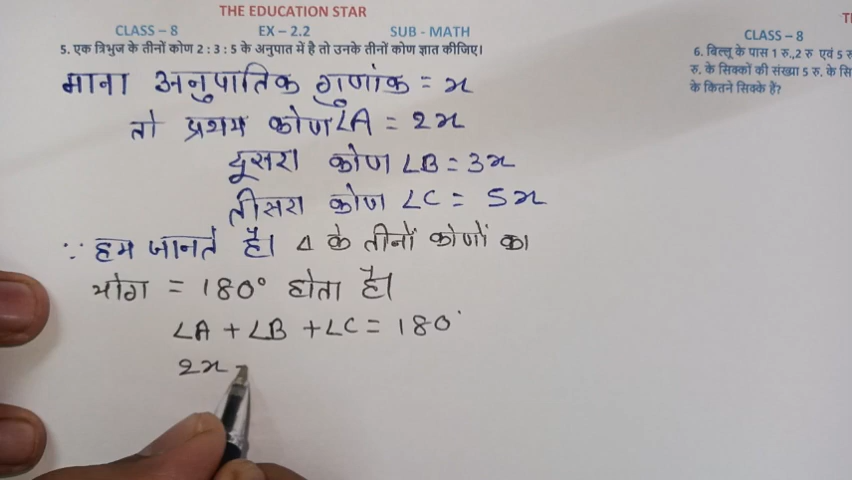 THE EDUCATION STAR
CLASS – 8 EX – 2.2 SUB - MATH
5. एक त्रिभुज के तीनों कोण 2 : 3 : 5 के अनुपात में है तो उनके तीनों कोण ज्ञात कीजिए।
माना अनुपातिक गुणांक = x
तो प्रथम कोण ∠A = 2x
दूसरा कोण ∠B = 3x
तीसरा कोण ∠C = 5x
∵ हम जानते है। Δ के तीनों कोणों का
योग = 180° होता है।
∠A + ∠B + ∠C = 180°
2x
CLASS – 8
6. बिल्लू के पास 1 रु.,2 रु एवं 5 रु
रु. के सिक्कों की संख्या 5 रु. के सि
के कितने सिक्के हैं?